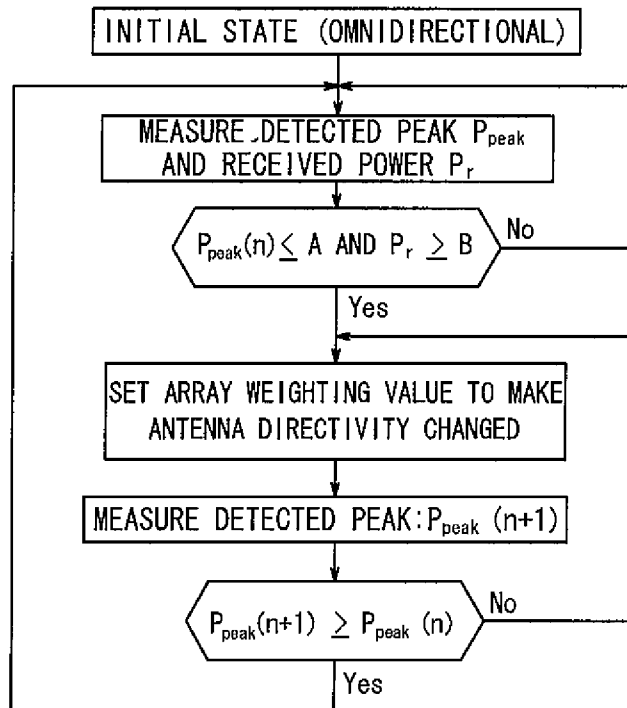 INITIAL STATE (OMNIDIRECTIONAL)
MEASURE DETECTED PEAK Ppeak
AND RECEIVED POWER Pr
Ppeak(n) ≤ A AND Pr ≥ B
No
Yes
SET ARRAY WEIGHTING VALUE TO MAKE
ANTENNA DIRECTIVITY CHANGED
MEASURE DETECTED PEAK:Ppeak (n+1)
Ppeak(n+1) ≥ Ppeak (n)
No
Yes